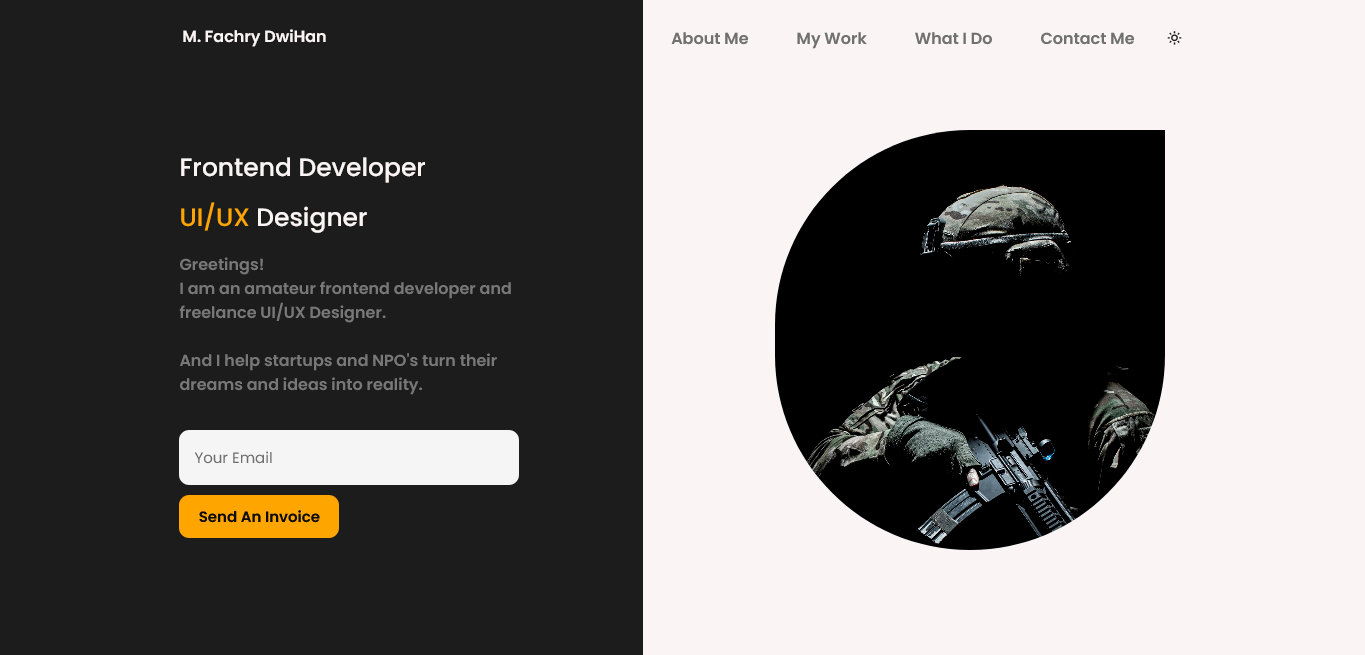 M. Fachry DwiHan
About Me
My Work
What I Do
Contact Me
Frontend Developer
UI/UX Designer
Greetings!
I am an amateur frontend developer and
freelance UI/UX Designer.
And I help startups and NPO's turn their
dreams and ideas into reality.
Your Email
Send An Invoice